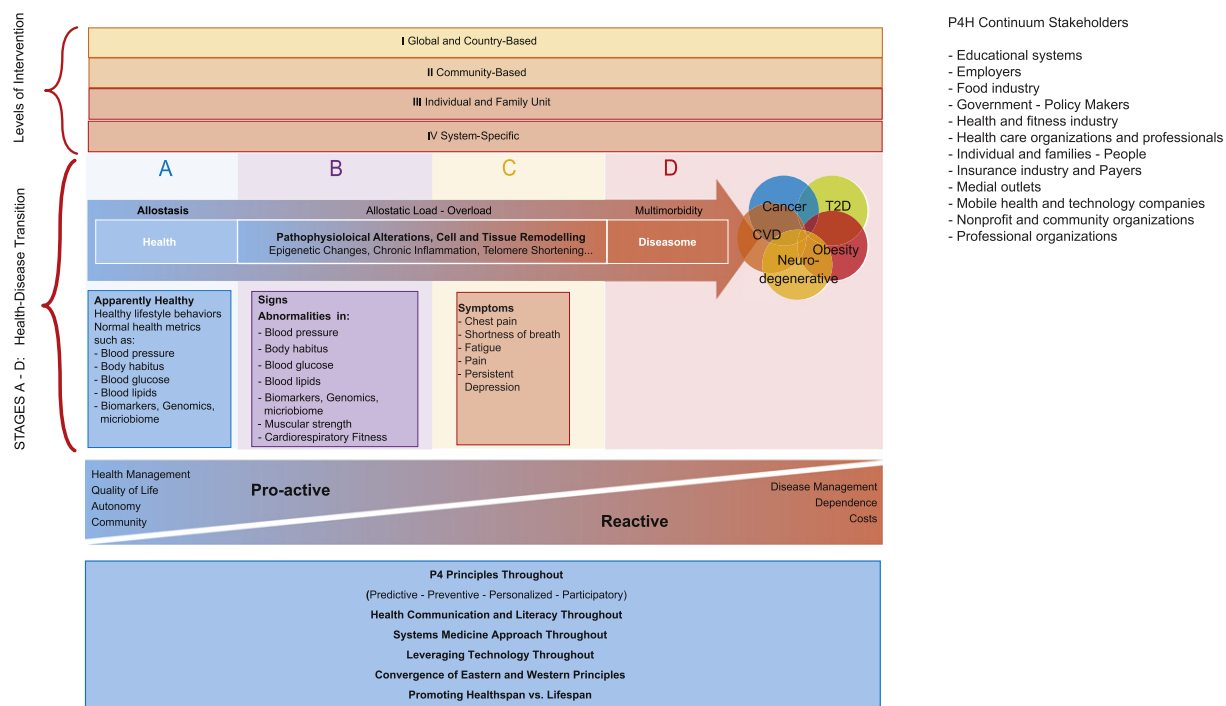 Levels of Intervention
I Global and Country-Based
II Community-Based
III Individual and Family Unit
IV System-Specific
STAGES A - D:  Health-Disease Transition
A
B
C
D
Allostasis
Allostatic Load - Overload
Multimorbidity
Health
Pathophysioloical Alterations, Cell and Tissue Remodelling
Epigenetic Changes, Chronic Inflammation, Telomere Shortening...
Diseasome
Cancer
T2D
CVD
Obesity
Neuro-
degenerative
Apparently Healthy
Healthy lifestyle behaviors
Normal health metrics
such as:
- Blood pressure
- Body habitus
- Blood glucose
- Blood lipids
- Biomarkers, Genomics,
micriobiome
Signs
Abnormalities in:
- Blood pressure
- Body habitus
- Blood glucose
- Blood lipids
- Biomarkers, Genomics,
micriobiome
- Muscular strength
- Cardiorespiratory Fitness
Symptoms
- Chest pain
- Shortness of breath
- Fatigue
- Pain
- Persistent
Depression
Health Management
Quality of Life
Autonomy
Community
Pro-active
Reactive
Disease Management
Dependence
Costs
P4 Principles Throughout
(Predictive - Preventive - Personalized - Participatory)
Health Communication and Literacy Throughout
Systems Medicine Approach Throughout
Leveraging Technology Throughout
Convergence of Eastern and Western Principles
Promoting Healthspan vs. Lifespan
P4H Continuum Stakeholders
- Educational systems
- Employers
- Food industry
- Government - Policy Makers
- Health and fitness industry
- Health care organizations and professionals
- Individual and families - People
- Insurance industry and Payers
- Medial outlets
- Mobile health and technology companies
- Nonprofit and community organizations
- Professional organizations